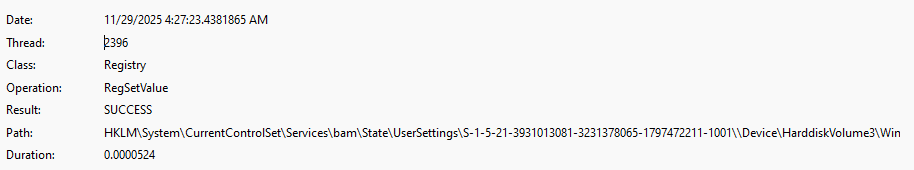 Date: 11/29/2025 4:27:23.4381865 AM
Thread: 2396
Class: Registry
Operation: RegSetValue
Result: SUCCESS
Path: HKLM\System\CurrentControlSet\Services\bam\State\UserSettings\S-1-5-21-3931013081-3231378065-1797472211-1001\\Device\HarddiskVolume3\Win
Duration: 0.0000524